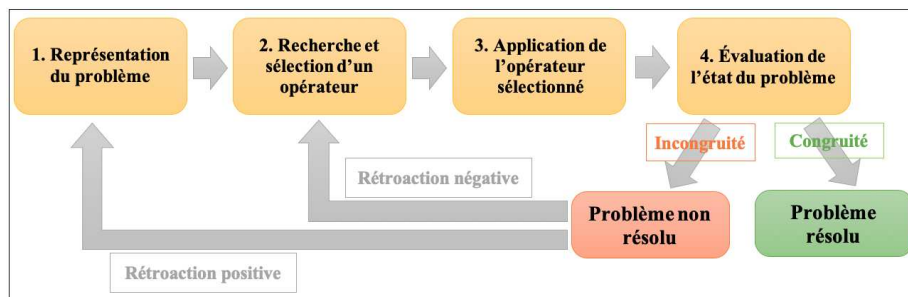 1. Représentation
du problème
2. Recherche et
sélection d'un
opérateur
3. Application de
l'opérateur
sélectionné
4. Évaluation de
l'état du problème
Incongruité
Congruité
Rétroaction négative
Problème non
résolu
Problème
résolu
Rétroaction positive